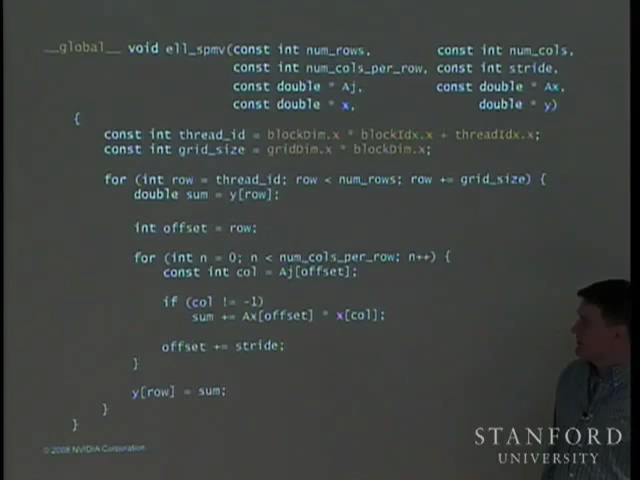 __global__ void ell_spmv(const int num_rows, const int num_cols,
const int num_cols_per_row, const int stride,
const double * Aj, const double * Ax,
const double * x, double * y)
{
const int thread_id = blockDim.x * blockIdx.x + threadIdx.x;
const int grid_size = gridDim.x * blockDim.x;
for (int row = thread_id; row < num_rows; row += grid_size) {
double sum = y[row];
int offset = row;
for (int n = 0; n < num_cols_per_row; n++) {
const int col = Aj[offset];
if (col != -1)
sum += Ax[offset] * x[col];
offset += stride;
}
y[row] = sum;
}
}
© 2008 NVIDIA Corporation
STANFORD
UNIVERSITY